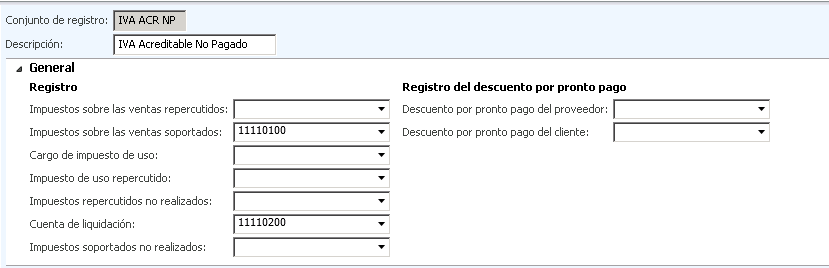 Conjunto de registro: IVA ACR NP
Descripción: IVA Acreditable No Pagado
General
Registro
Impuestos sobre las ventas repercutidos:
Impuestos sobre las ventas soportados: 11110100
Cargo de impuesto de uso:
Impuesto de uso repercutido:
Impuestos repercutidos no realizados:
Cuenta de liquidación: 11110200
Impuestos soportados no realizados:
Registro del descuento por pronto pago
Descuento por pronto pago del proveedor:
Descuento por pronto pago del cliente: